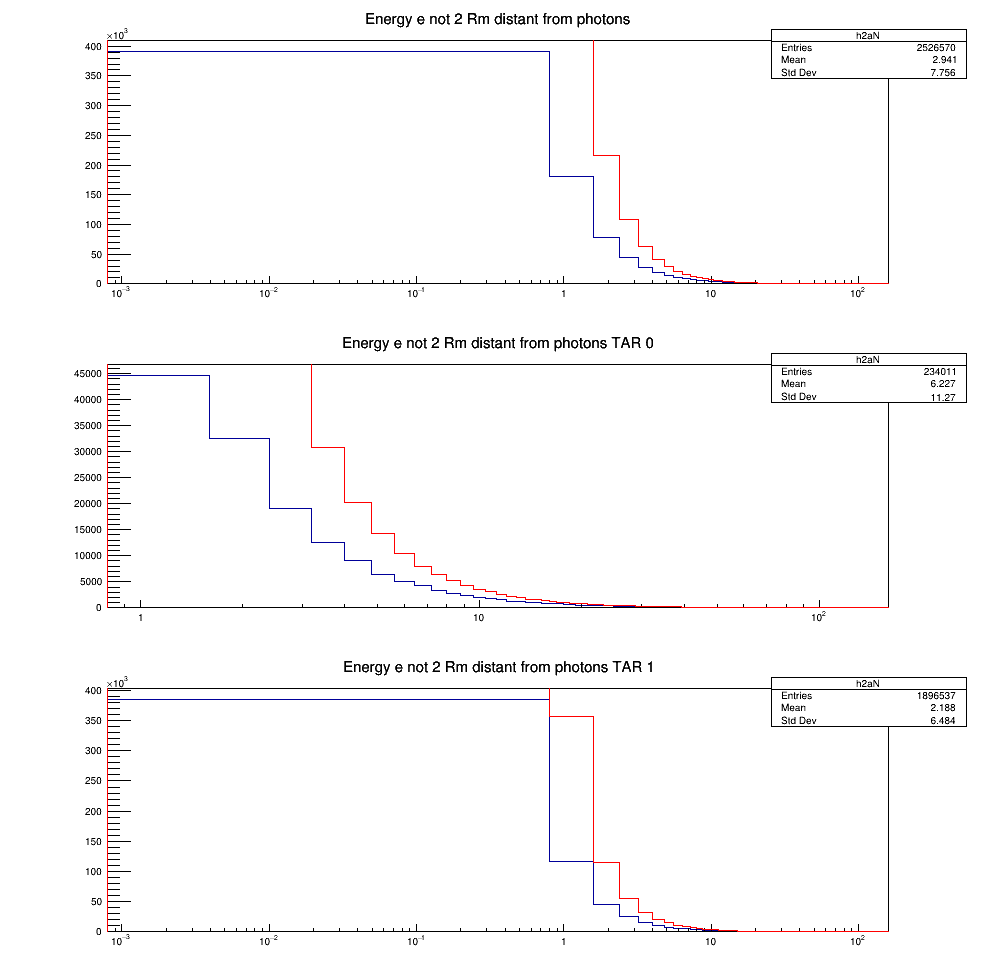 Energy e not 2 Rm distant from photons
×10³
h2aN
Entries 2526570
Mean 2.941
Std Dev 7.756
400
350
300
250
200
150
100
50
0
10⁻³ 10⁻² 10⁻¹ 1 10 10²
Energy e not 2 Rm distant from photons TAR 0
h2aN
Entries 234011
Mean 6.227
Std Dev 11.27
45000
40000
35000
30000
25000
20000
15000
10000
5000
0
1 10 10²
Energy e not 2 Rm distant from photons TAR 1
×10³
h2aN
Entries 1896537
Mean 2.188
Std Dev 6.484
400
350
300
250
200
150
100
50
0
10⁻³ 10⁻² 10⁻¹ 1 10 10²